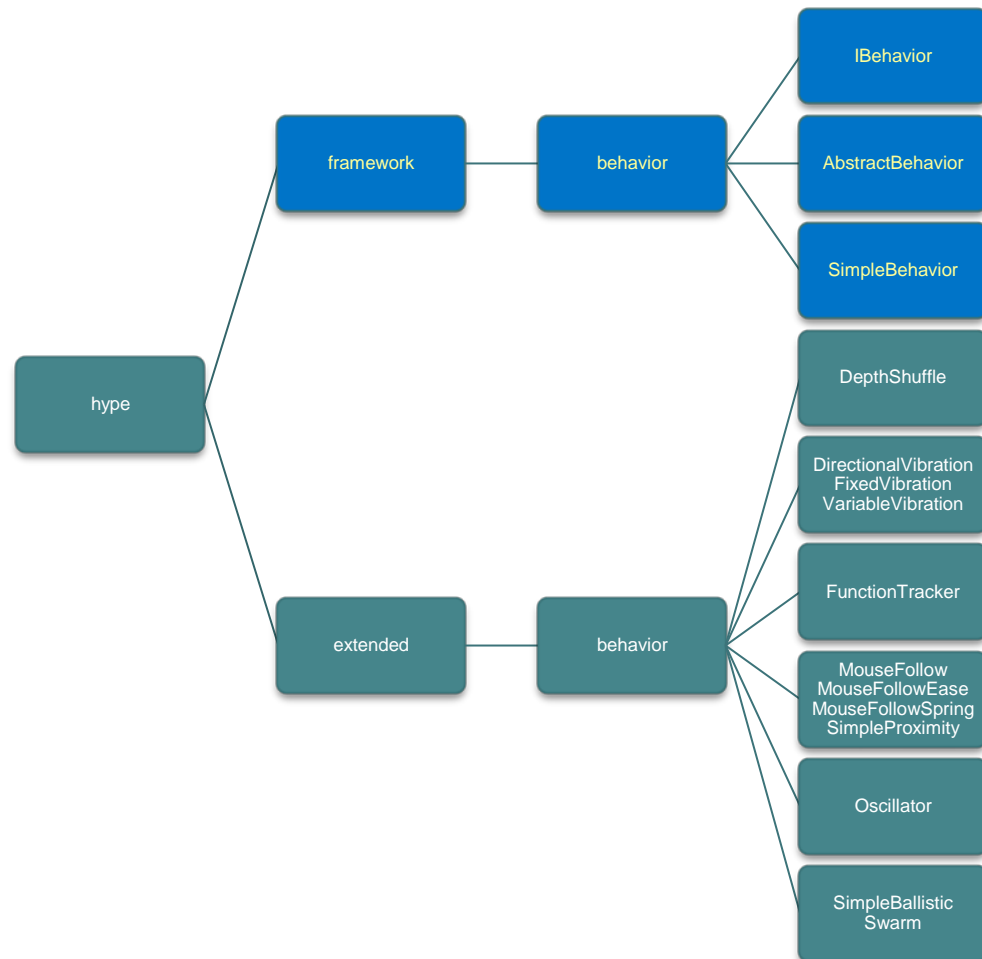 IBehavior
framework
behavior
AbstractBehavior
SimpleBehavior
hype
DepthShuffle
DirectionalVibration
FixedVibration
VariableVibration
FunctionTracker
extended
behavior
MouseFollow
MouseFollowEase
MouseFollowSpring
SimpleProximity
Oscillator
SimpleBallistic
Swarm